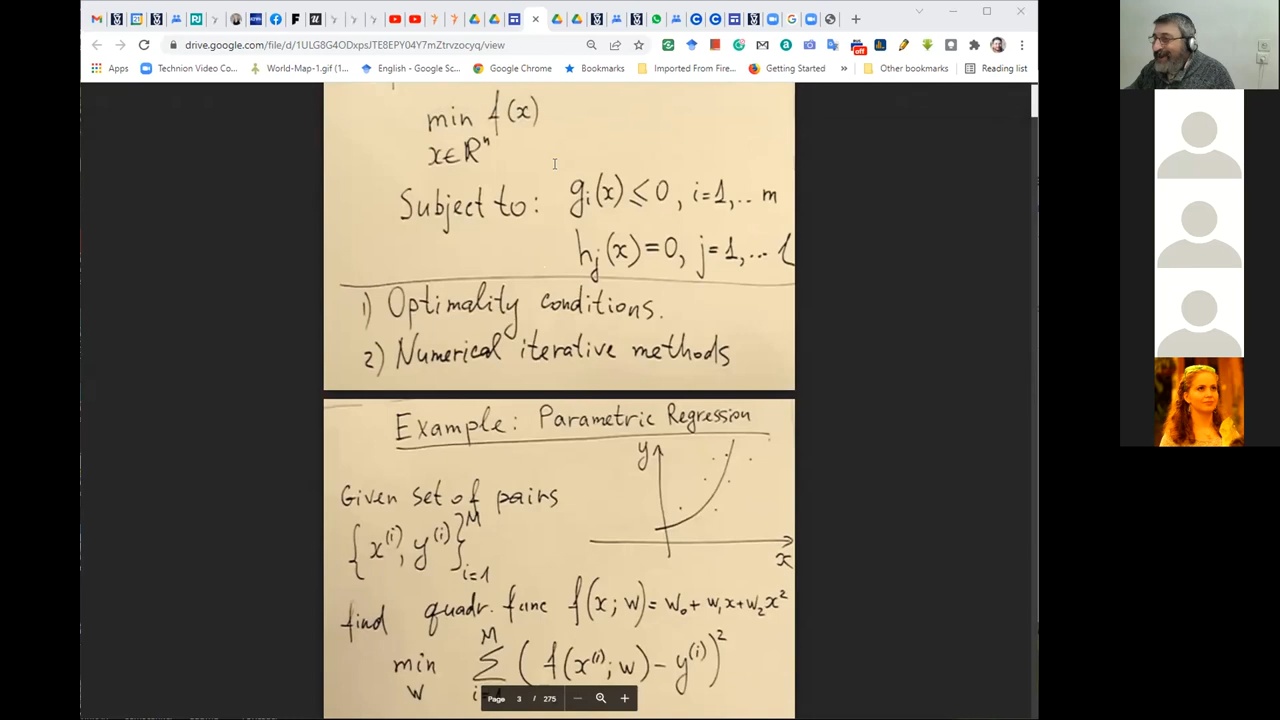 drive.google.com/file/d/1ULG8G4ODxpsJTE8EPY04Y7mZtrvzocyq/view
off
Apps
Technion Video Co...
World-Map-1.gif (1...
English - Google Sc...
Google Chrome
Bookmarks
Imported From Fire...
Getting Started
»
Other bookmarks
Reading list
min f(x)
x∈ℝⁿ
Subject to: gᵢ(x) ≤ 0, i=1,.. m
hⱼ(x) = 0, j=1,... l
1) Optimality conditions.
2) Numerical iterative methods
Example: Parametric Regression
y
x
Given set of pairs
{x⁽ⁱ⁾, y⁽ⁱ⁾}ᴹᵢ₌₁
find quadr. func f(x; w) = w₀ + w₁x + w₂x²
min Σ (f(x⁽ⁱ⁾; w) − y⁽ⁱ⁾)²
M
w
Page 3 / 275